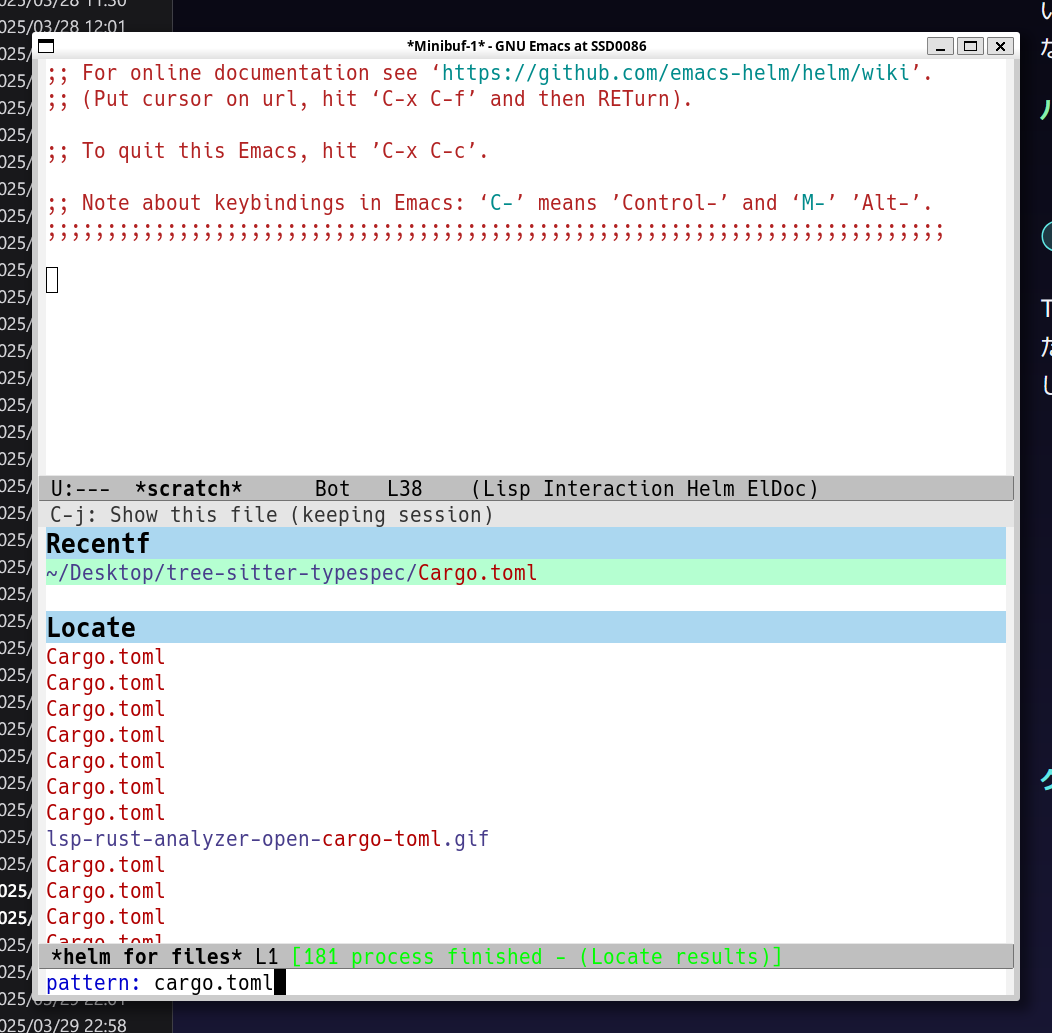 025/03/28 11:30
025/03/28 12:01
*Minibuf-1* - GNU Emacs at SSD0086
;; For online documentation see ‘https://github.com/emacs-helm/helm/wiki’.
;; (Put cursor on url, hit ‘C-x C-f’ and then RETurn).
;; To quit this Emacs, hit ’C-x C-c’.
;; Note about keybindings in Emacs: ‘C-’ means ’Control-’ and ‘M-’ ’Alt-’.
;;;;;;;;;;;;;;;;;;;;;;;;;;;;;;;;;;;;;;;;;;;;;;;;;;;;;;;;;;;;;;;;;;;;;;;;;;;
U:--- *scratch* Bot L38 (Lisp Interaction Helm ElDoc)
C-j: Show this file (keeping session)
Recentf
~/Desktop/tree-sitter-typespec/Cargo.toml
Locate
Cargo.toml
Cargo.toml
Cargo.toml
Cargo.toml
Cargo.toml
Cargo.toml
Cargo.toml
lsp-rust-analyzer-open-cargo-toml.gif
Cargo.toml
Cargo.toml
Cargo.toml
Cargo.toml
*helm for files* L1 [181 process finished - (Locate results)]
pattern: cargo.toml
025/03/29 22:58